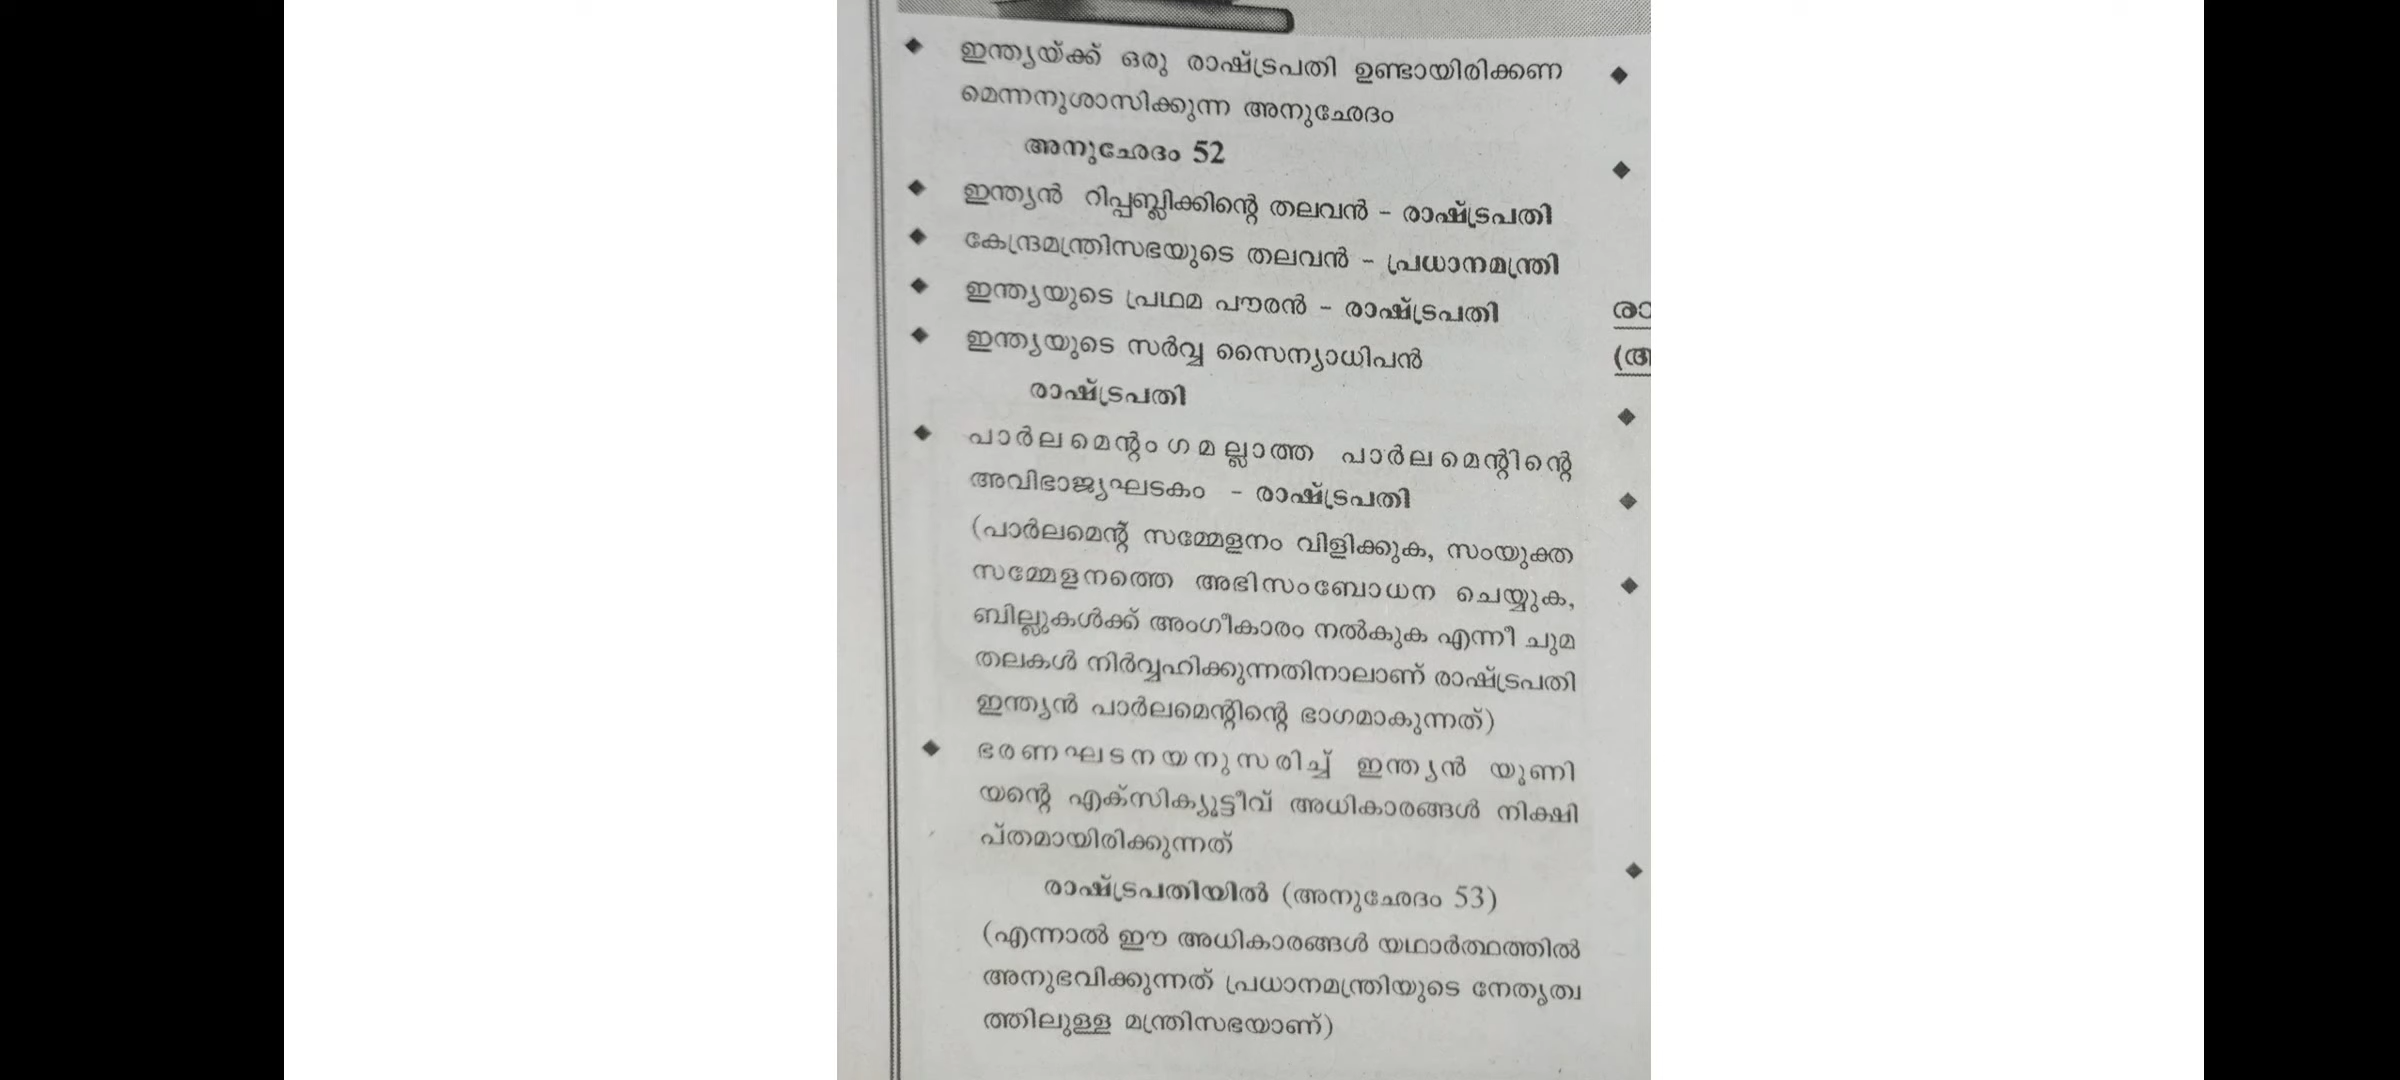 ഇന്ത്യയ്ക്ക് ഒരു രാഷ്ട്രപതി ഉണ്ടായിരിക്കണ
മെന്നനുശാസിക്കുന്ന അനുഛേദം
അനുഛേദം 52
ഇന്ത്യൻ റിപ്പബ്ലിക്കിന്റെ തലവൻ - രാഷ്ട്രപതി
കേന്ദ്രമന്ത്രിസഭയുടെ തലവൻ - പ്രധാനമന്ത്രി
ഇന്ത്യയുടെ പ്രഥമ പൗരൻ - രാഷ്ട്രപതി
ഇന്ത്യയുടെ സർവ്വ സൈന്യാധിപൻ
രാഷ്ട്രപതി
പാർലമെന്റംഗമല്ലാത്ത പാർലമെന്റിന്റെ
അവിഭാജ്യഘടകം - രാഷ്ട്രപതി
(പാർലമെന്റ് സമ്മേളനം വിളിക്കുക, സംയുക്ത
സമ്മേളനത്തെ അഭിസംബോധന ചെയ്യുക,
ബില്ലുകൾക്ക് അംഗീകാരം നൽകുക എന്നീ ചുമ
തലകൾ നിർവ്വഹിക്കുന്നതിനാലാണ് രാഷ്ട്രപതി
ഇന്ത്യൻ പാർലമെന്റിന്റെ ഭാഗമാകുന്നത്)
ഭരണഘടനയനുസരിച്ച് ഇന്ത്യൻ യൂണി
യന്റെ എക്സിക്യൂട്ടീവ് അധികാരങ്ങൾ നിക്ഷി
പ്തമായിരിക്കുന്നത്
രാഷ്ട്രപതിയിൽ (അനുഛേദം 53)
(എന്നാൽ ഈ അധികാരങ്ങൾ യഥാർത്ഥത്തിൽ
അനുഭവിക്കുന്നത് പ്രധാനമന്ത്രിയുടെ നേതൃത്വ
ത്തിലുള്ള മന്ത്രിസഭയാണ്)